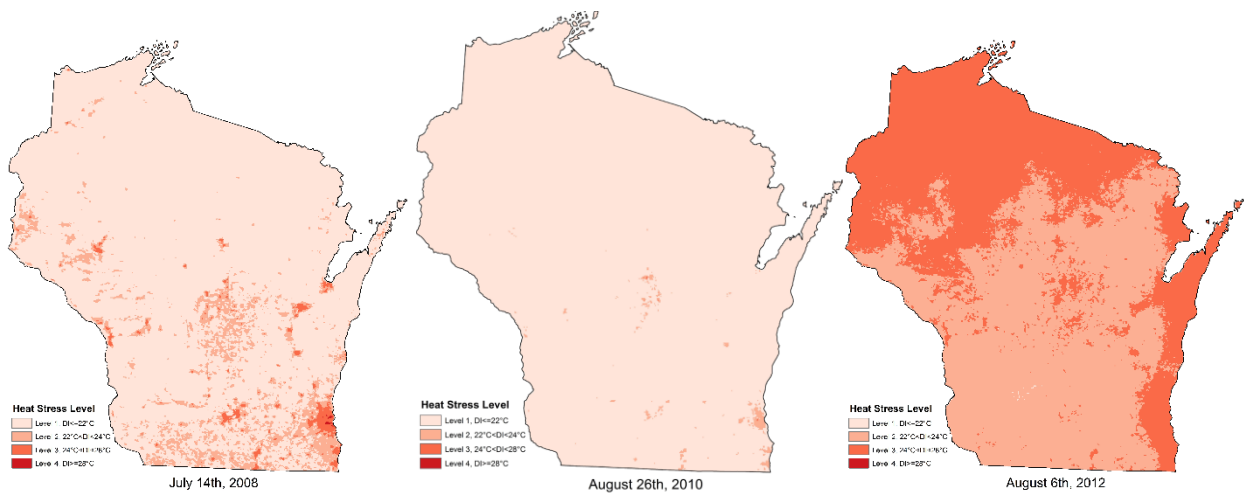 Heat Stress Level
Level 1, DI<=22°C
Level 2, 22°C<DI<24°C
Level 3, 24°C<DI<28°C
Level 4, DI>=28°C
July 14th, 2008
Heat Stress Level
Level 1, DI<=22°C
Level 2, 22°C<DI<24°C
Level 3, 24°C<DI<28°C
Level 4, DI>=28°C
August 26th, 2010
Heat Stress Level
Level 1, DI<=22°C
Level 2, 22°C<DI<24°C
Level 3, 24°C<DI<28°C
Level 4, DI>=28°C
August 6th, 2012